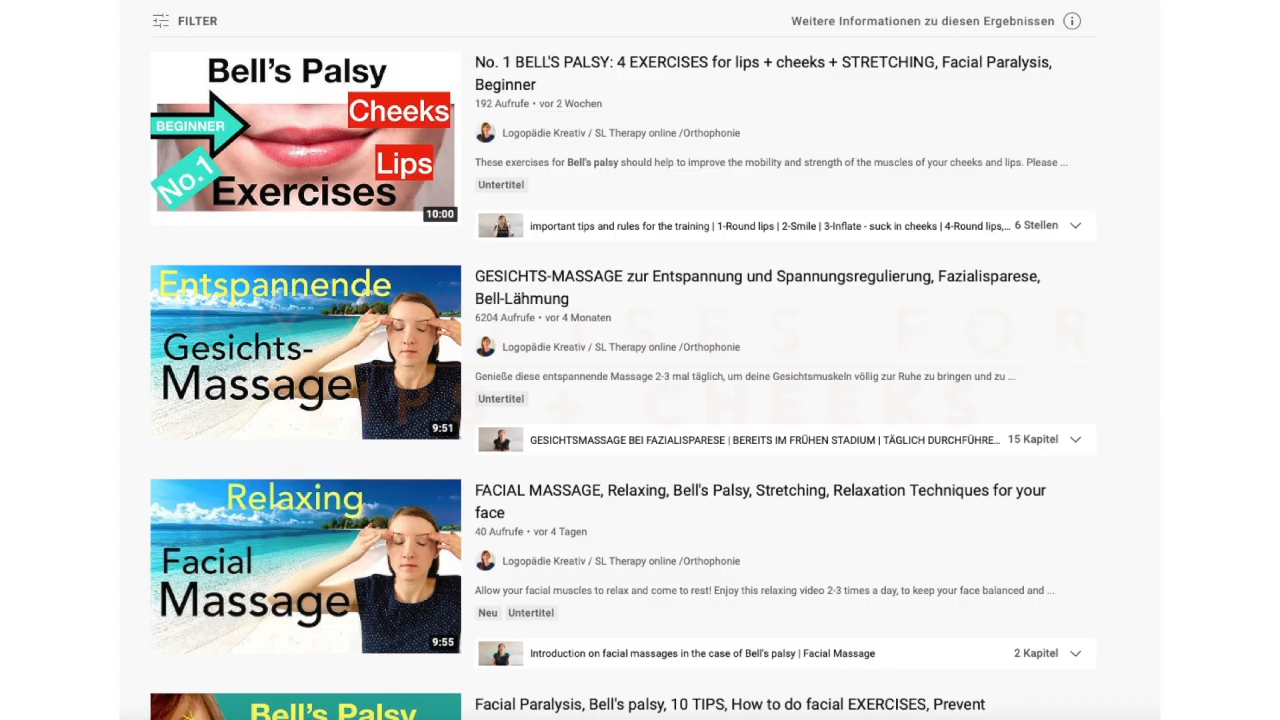 FILTER
Weitere Informationen zu diesen Ergebnissen
Bell's Palsy
Cheeks
BEGINNER
Lips
No.1
Exercises
10:00
No. 1 BELL'S PALSY: 4 EXERCISES for lips + cheeks + STRETCHING, Facial Paralysis,
Beginner
192 Aufrufe • vor 2 Wochen
Logopädie Kreativ / SL Therapy online /Orthophonie
These exercises for Bell's palsy should help to improve the mobility and strength of the muscles of your cheeks and lips. Please ...
Untertitel
important tips and rules for the training | 1-Round lips | 2-Smile | 3-Inflate - suck in cheeks | 4-Round lips,...
6 Stellen
Entspannende
Gesichts-
Massage
9:51
GESICHTS-MASSAGE zur Entspannung und Spannungsregulierung, Fazialisparese,
Bell-Lähmung
6204 Aufrufe • vor 4 Monaten
Logopädie Kreativ / SL Therapy online /Orthophonie
Genieße diese entspannende Massage 2-3 mal täglich, um deine Gesichtsmuskeln völlig zur Ruhe zu bringen und zu ...
Untertitel
GESICHTSMASSAGE BEI FAZIALISPARESE | BEREITS IM FRÜHEN STADIUM | TÄGLICH DURCHFÜHRE...
15 Kapitel
FOR
+ CHEEKS
Relaxing
Facial
Massage
9:55
FACIAL MASSAGE, Relaxing, Bell's Palsy, Stretching, Relaxation Techniques for your
face
40 Aufrufe • vor 4 Tagen
Logopädie Kreativ / SL Therapy online /Orthophonie
Allow your facial muscles to relax and come to rest! Enjoy this relaxing video 2-3 times a day, to keep your face balanced and ...
Neu Untertitel
Introduction on facial massages in the case of Bell's palsy | Facial Massage
2 Kapitel
Bell's Palsy
Facial Paralysis, Bell's palsy, 10 TIPS, How to do facial EXERCISES, Prevent